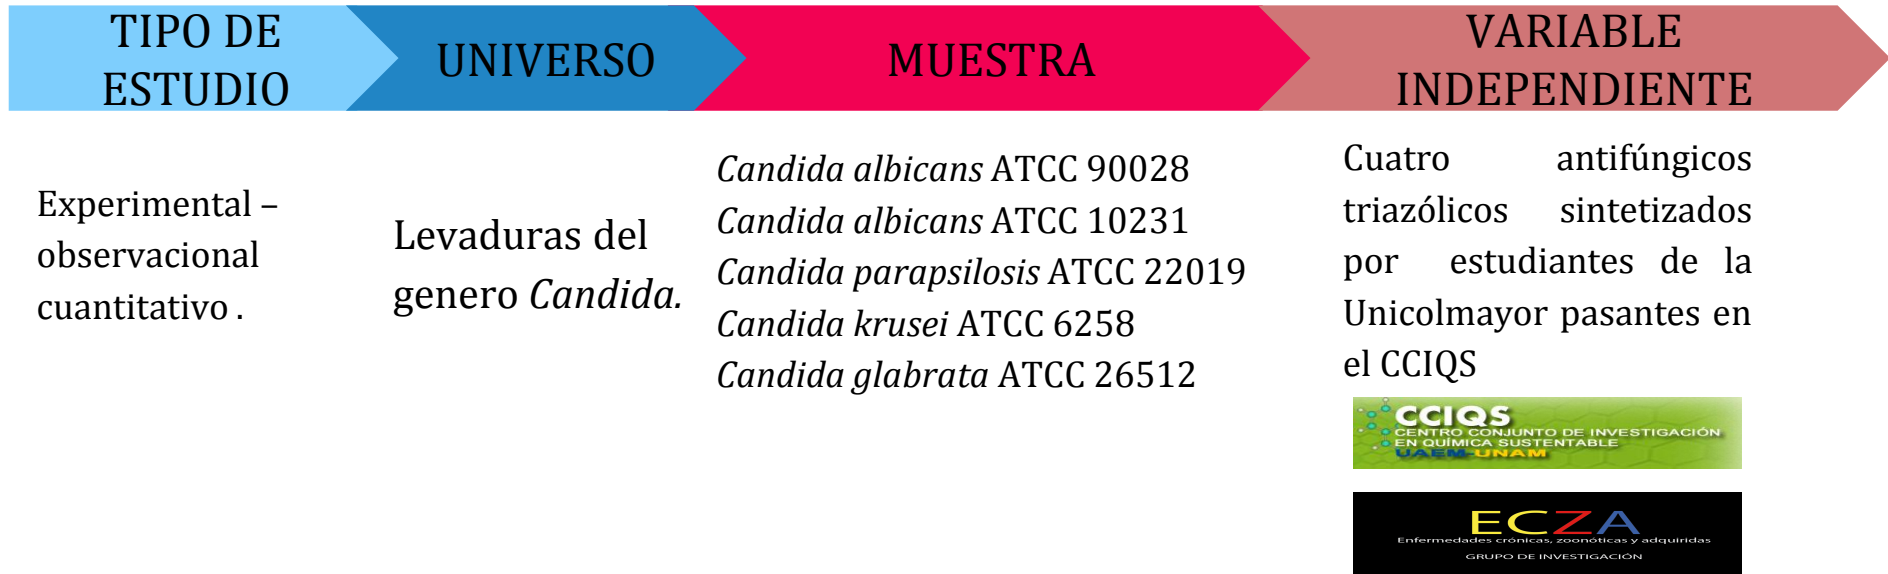 TIPO DE
ESTUDIO
UNIVERSO
MUESTRA
VARIABLE
INDEPENDIENTE
Experimental –
observacional
cuantitativo .
Levaduras del
genero Candida.
Candida albicans ATCC 90028
Candida albicans ATCC 10231
Candida parapsilosis ATCC 22019
Candida krusei ATCC 6258
Candida glabrata ATCC 26512
Cuatro antifúngicos
triazólicos sintetizados
por estudiantes de la
Unicolmayor pasantes en
el CCIQS
CCIQS
CENTRO CONJUNTO DE INVESTIGACIÓN
EN QUÍMICA SUSTENTABLE
UAEM-UNAM
ECZA
Enfermedades crónicas, zoonóticas y adquiridas
GRUPO DE INVESTIGACIÓN